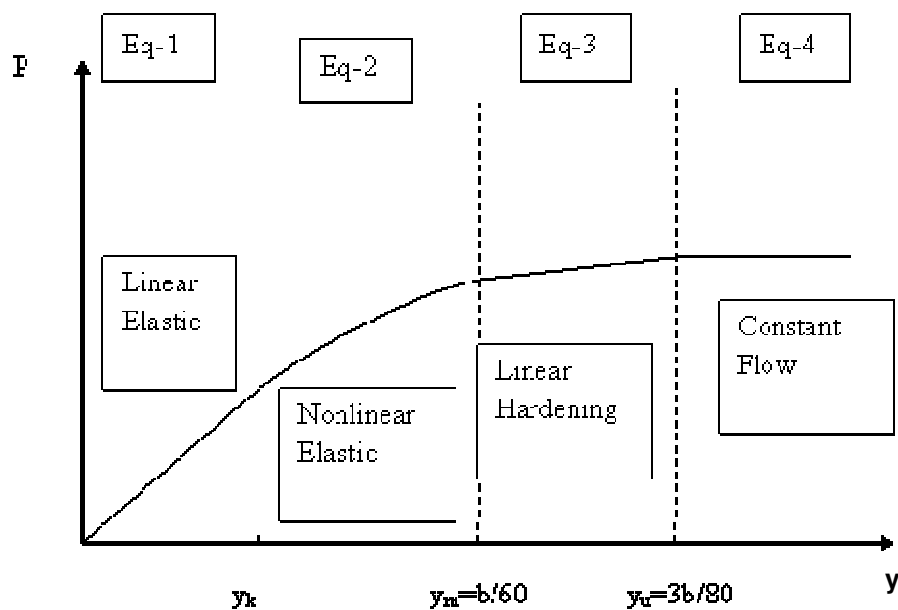 Eq-1
Eq-2
Eq-3
Eq-4
P
Linear
Elastic
Nonlinear
Elastic
Linear
Hardening
Constant
Flow
yk
ym=b/60
yu=3b/80
y